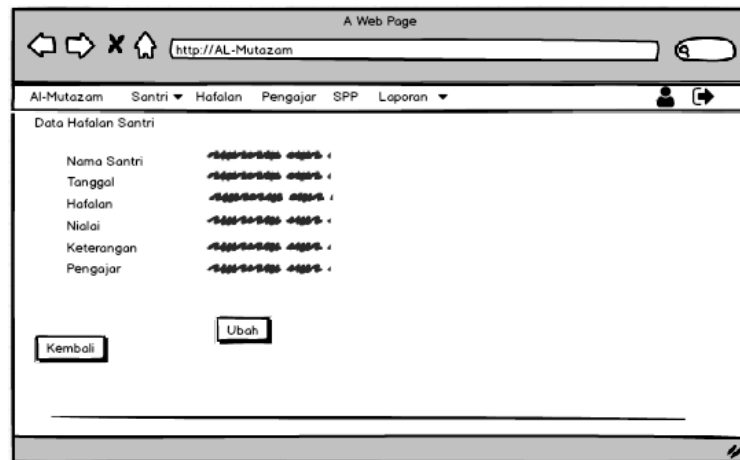 A Web Page
http://AL-Mutazam
Al-Mutazam Santri Hafalan Pengajar SPP Laporan
Data Hafalan Santri
Nama Santri
Tanggal
Hafalan
Nialai
Keterangan
Pengajar
Ubah
Kembali